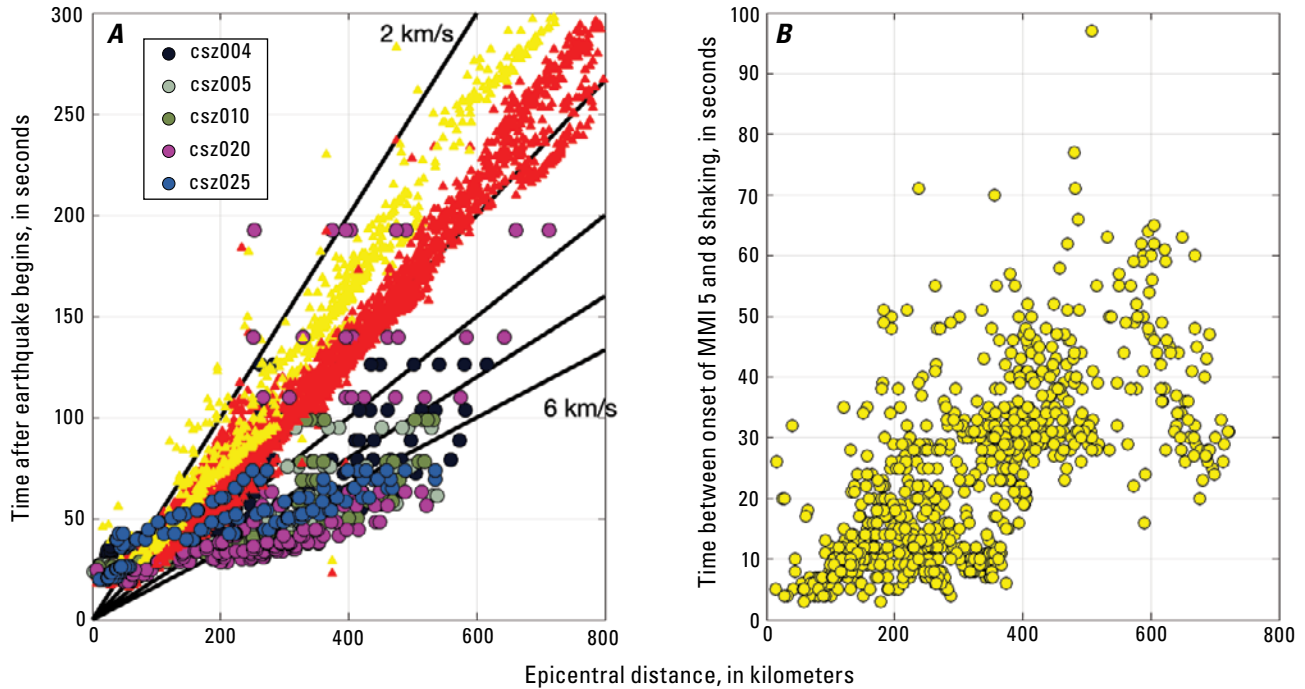 A
2 km/s
csz004
csz005
csz010
csz020
csz025
6 km/s
300
250
200
150
100
50
0
0
200
400
600
800
Time after earthquake begins, in seconds
B
100
90
80
70
60
50
40
30
20
10
0
0
200
400
600
800
Time between onset of MMI 5 and 8 shaking, in seconds
Epicentral distance, in kilometers